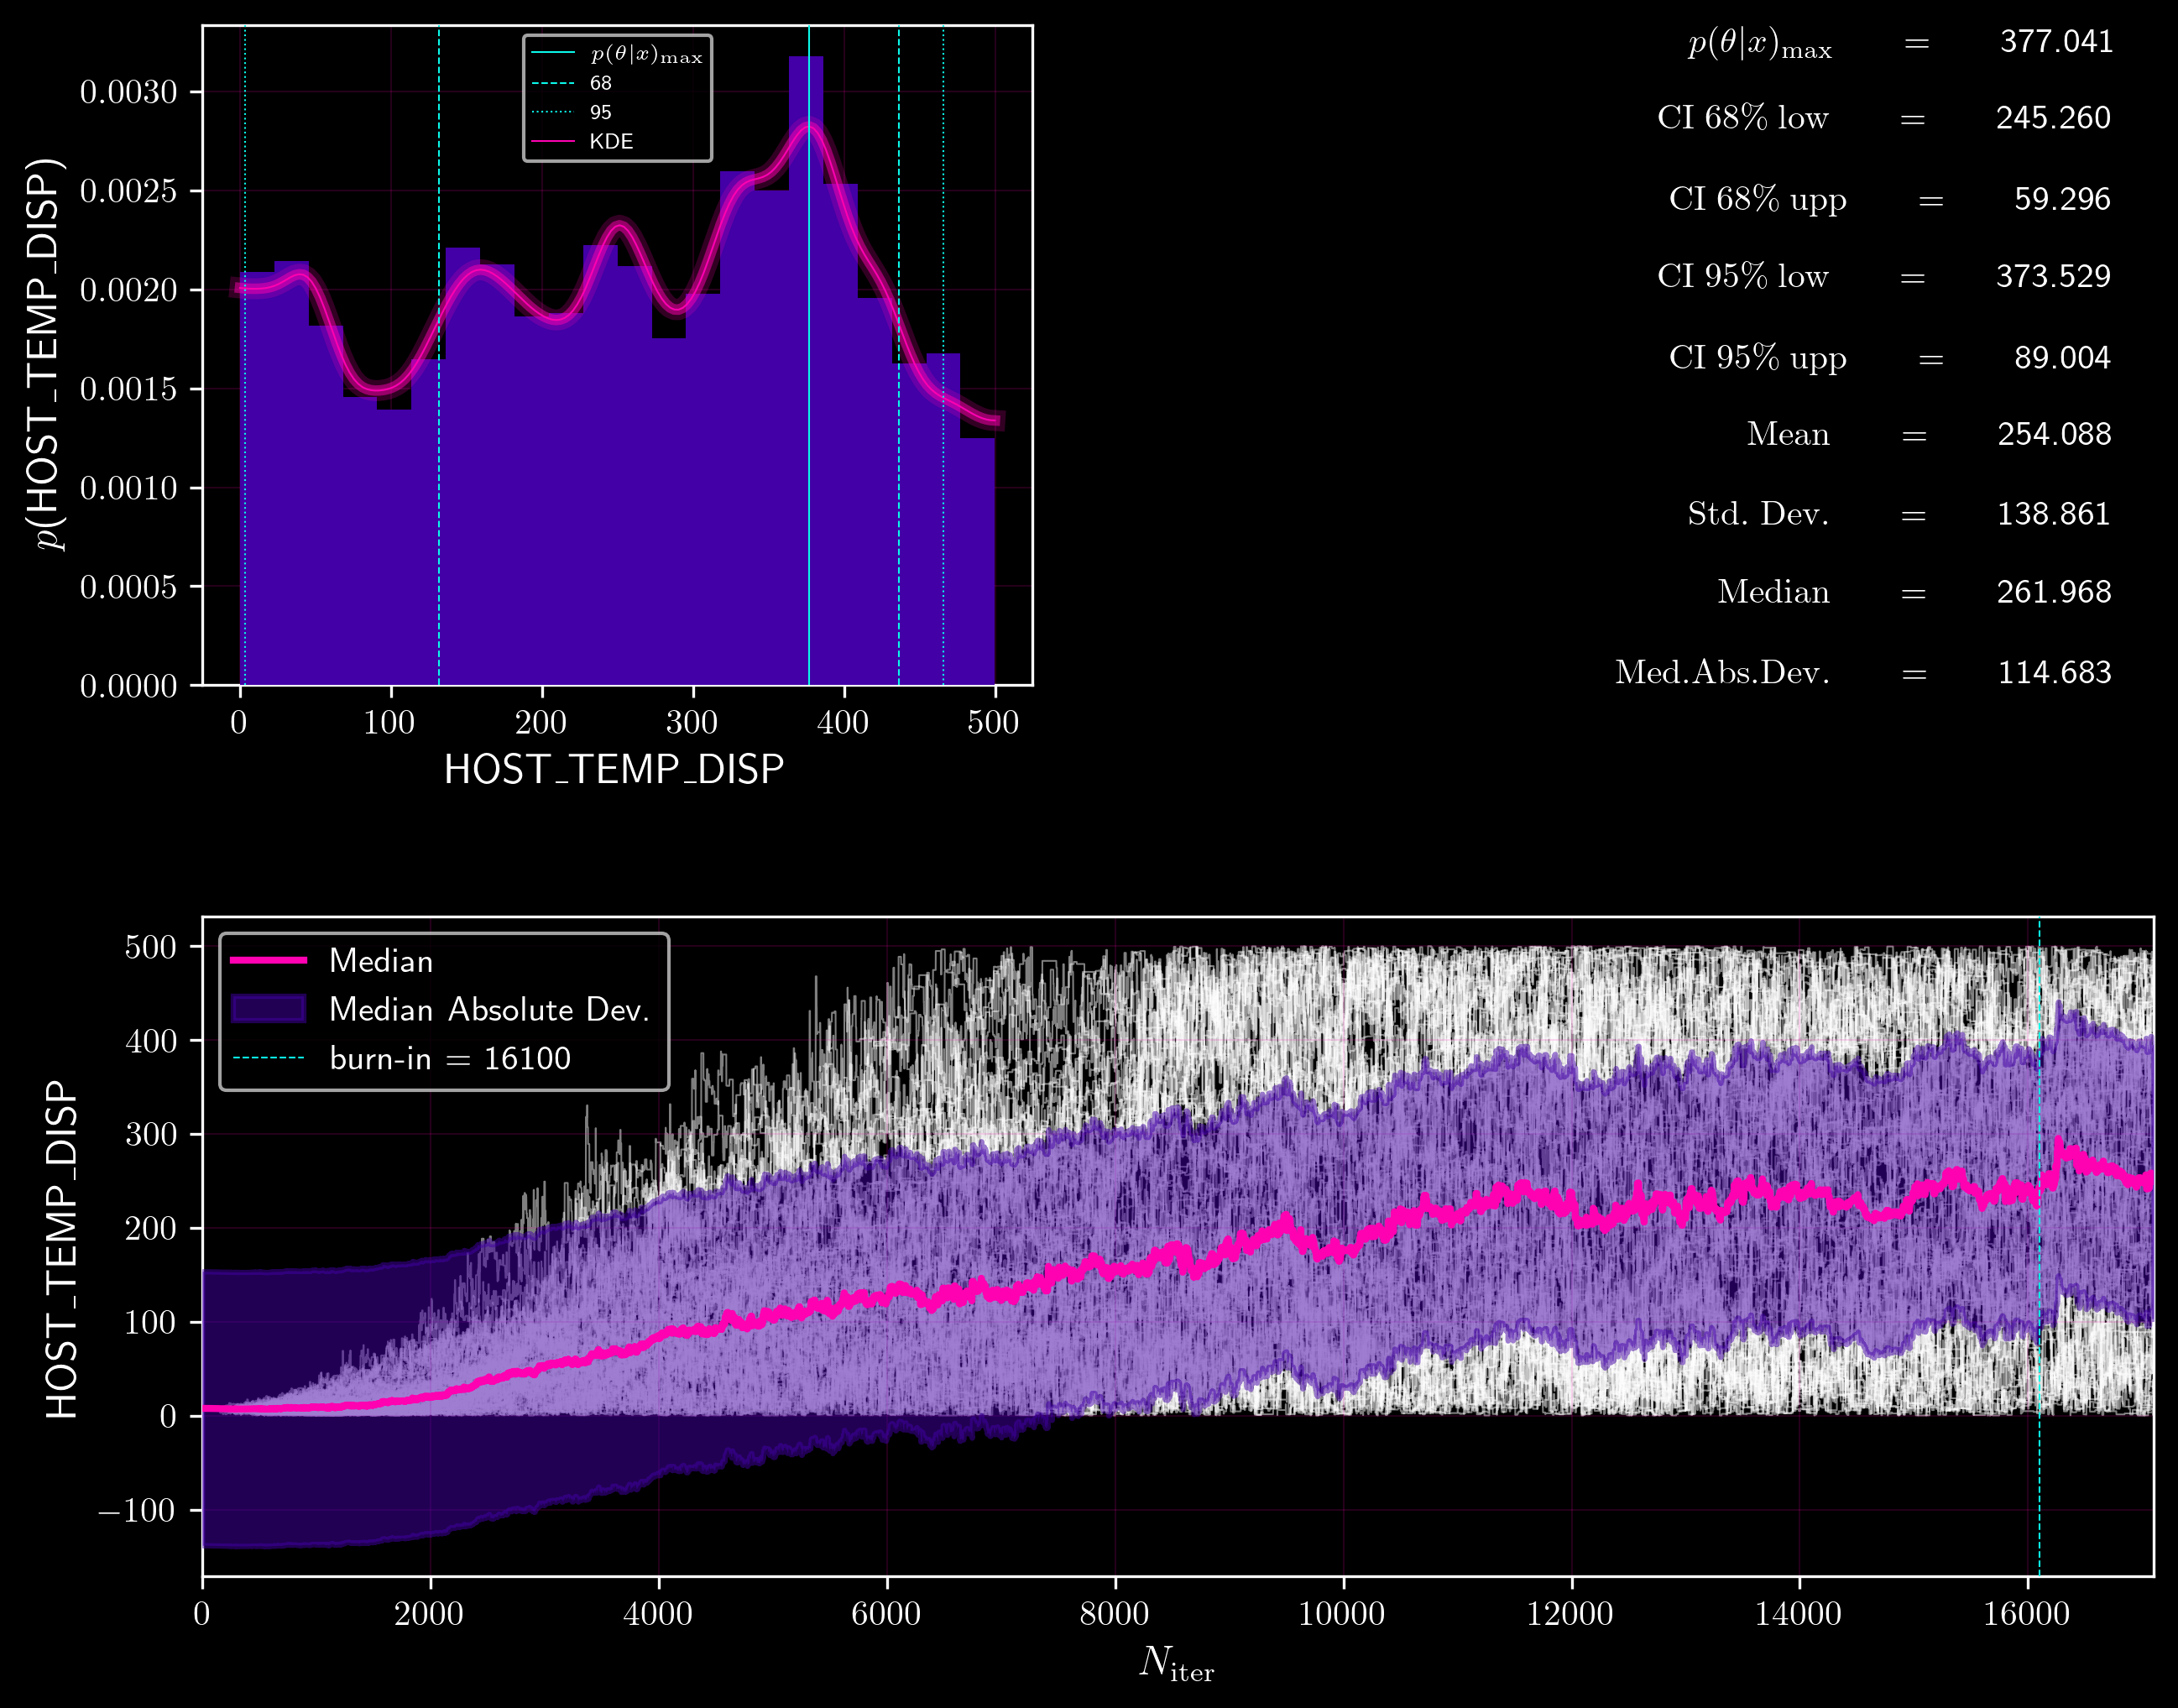 p(θ|x)max
68
95
KDE
0.0030
0.0025
0.0020
0.0015
0.0010
0.0005
0.0000
p(HOST_TEMP_DISP)
0 100 200 300 400 500
HOST_TEMP_DISP
p(θ|x)max = 377.041
CI 68% low = 245.260
CI 68% upp = 59.296
CI 95% low = 373.529
CI 95% upp = 89.004
Mean = 254.088
Std. Dev. = 138.861
Median = 261.968
Med.Abs.Dev. = 114.683
Median
Median Absolute Dev.
burn-in = 16100
500
400
300
200
100
0
−100
HOST_TEMP_DISP
0 2000 4000 6000 8000 10000 12000 14000 16000
Niter